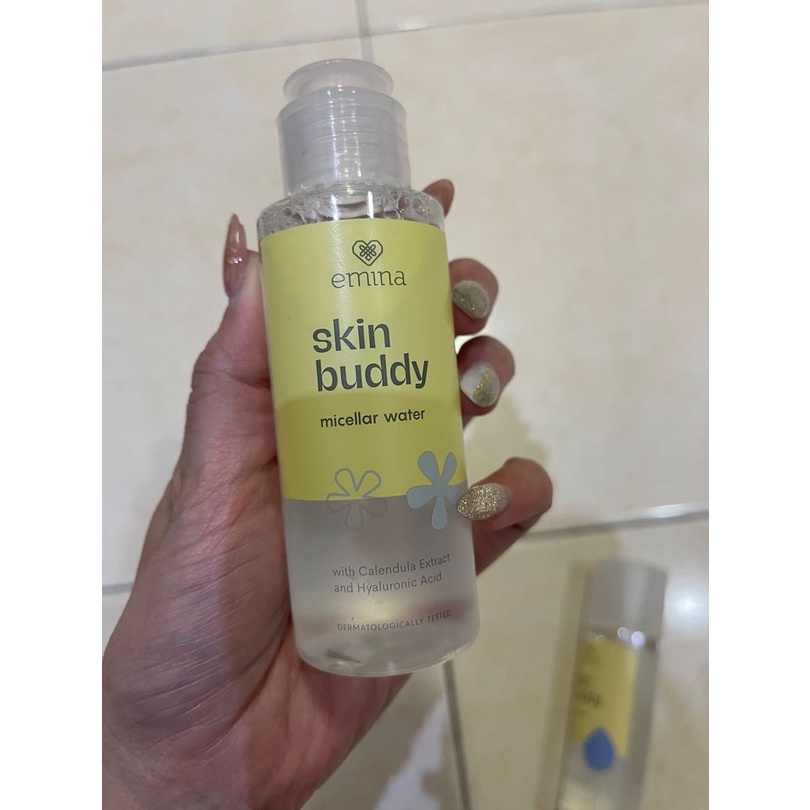 emina
skin
buddy
micellar water
with Calendula Extract
and Hyaluronic Acid
DERMATOLOGICALLY TESTED